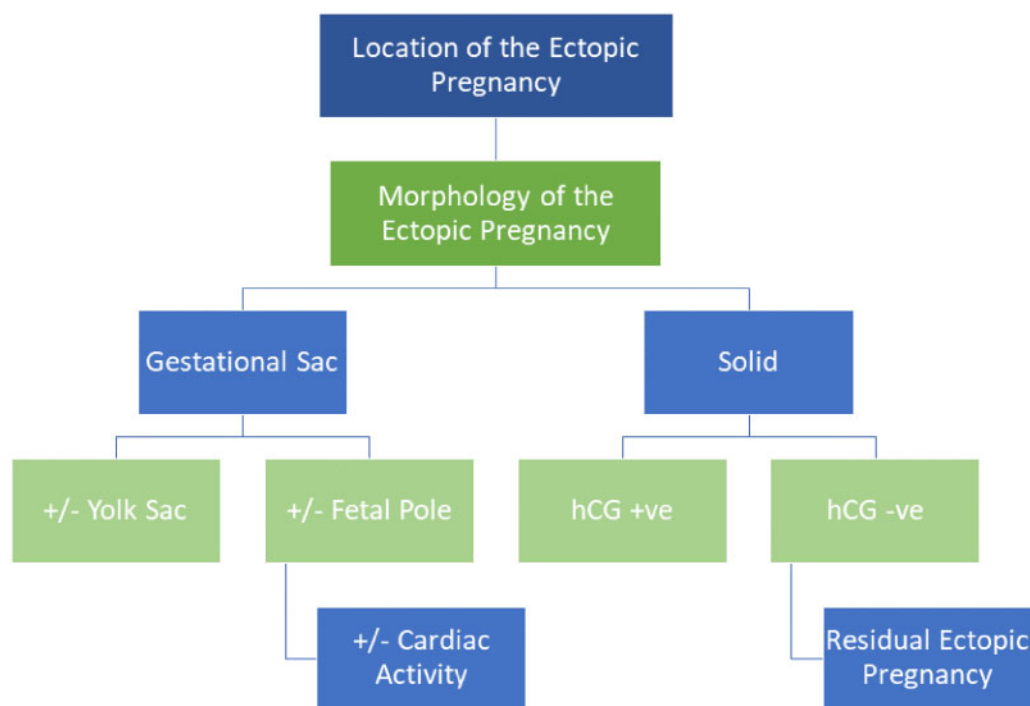 Location of the Ectopic
Pregnancy
Morphology of the
Ectopic Pregnancy
Gestational Sac
Solid
+/- Yolk Sac
+/- Fetal Pole
hCG +ve
hCG -ve
+/- Cardiac
Activity
Residual Ectopic
Pregnancy